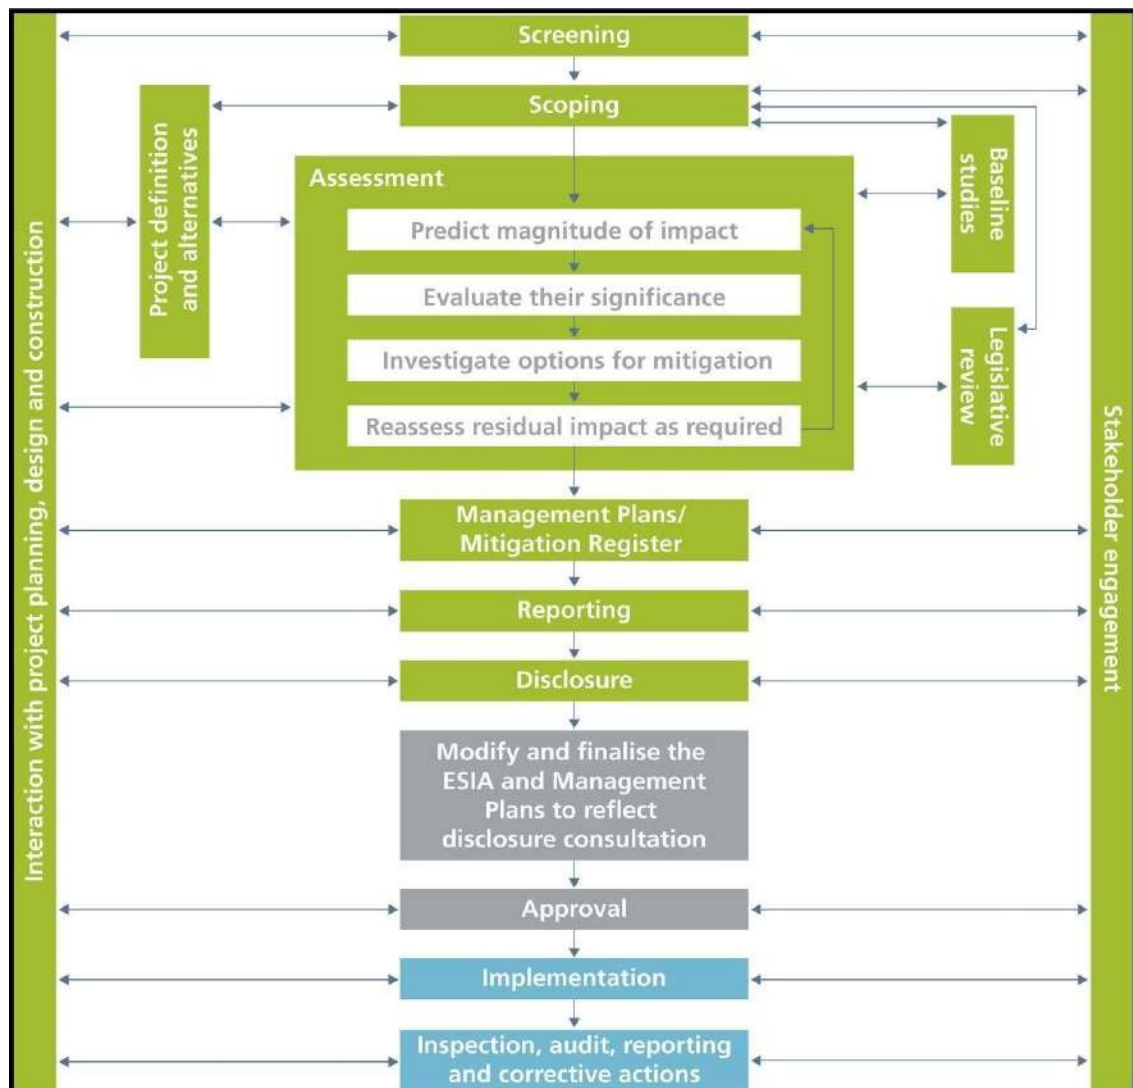 Screening
Scoping
Interaction with project planning, design and construction
Project definition
and alternatives
Assessment
Predict magnitude of impact
Evaluate their significance
Investigate options for mitigation
Reassess residual impact as required
Baseline
studies
Legislative
review
Stakeholder engagement
Management Plans/
Mitigation Register
Reporting
Disclosure
Modify and finalise the
ESIA and Management
Plans to reflect
disclosure consultation
Approval
Implementation
Inspection, audit, reporting
and corrective actions